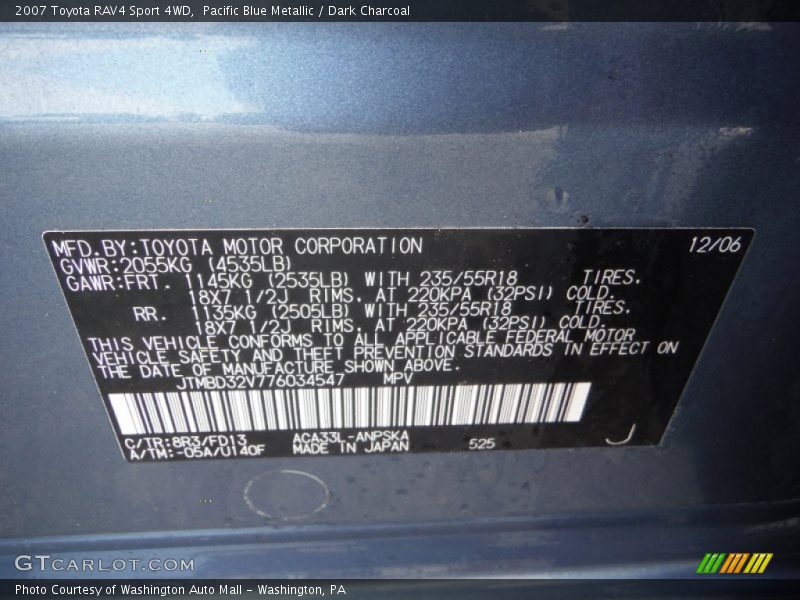 2007 Toyota RAV4 Sport 4WD,  Pacific Blue Metallic / Dark Charcoal
MFD.BY:TOYOTA MOTOR CORPORATION 12/06
GVWR:2055KG (4535LB)
GAWR:FRT. 1145KG (2535LB) WITH 235/55R18 TIRES.
18X7 1/2J RIMS. AT 220KPA (32PSI) COLD.
RR. 1135KG (2505LB) WITH 235/55R18 TIRES.
18X7 1/2J RIMS. AT 220KPA (32PSI) COLD.
THIS VEHICLE CONFORMS TO ALL APPLICABLE FEDERAL MOTOR
VEHICLE SAFETY AND THEFT PREVENTION STANDARDS IN EFFECT ON
THE DATE OF MANUFACTURE SHOWN ABOVE.
JTMBD32V776034547 MPV
C/TR:8R3/FD13 ACA33L-ANPSKA 525
A/TM:-05A/U140F MADE IN JAPAN
GTCARLOT.COM
Photo Courtesy of Washington Auto Mall - Washington, PA